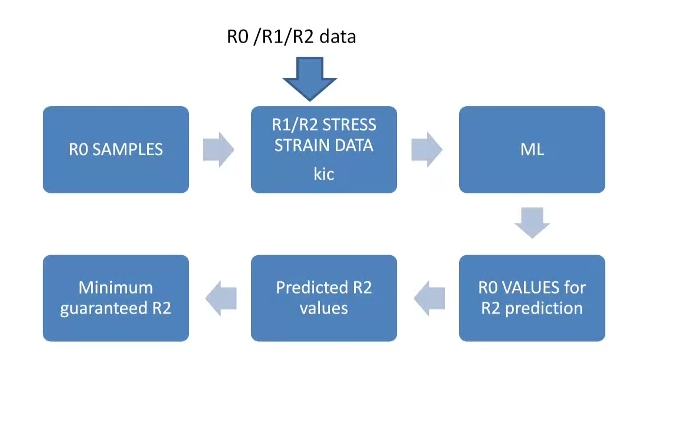 R0 /R1/R2 data
R0 SAMPLES
R1/R2 STRESS
STRAIN DATA
kic
ML
R0 VALUES for
R2 prediction
Predicted R2
values
Minimum
guaranteed R2